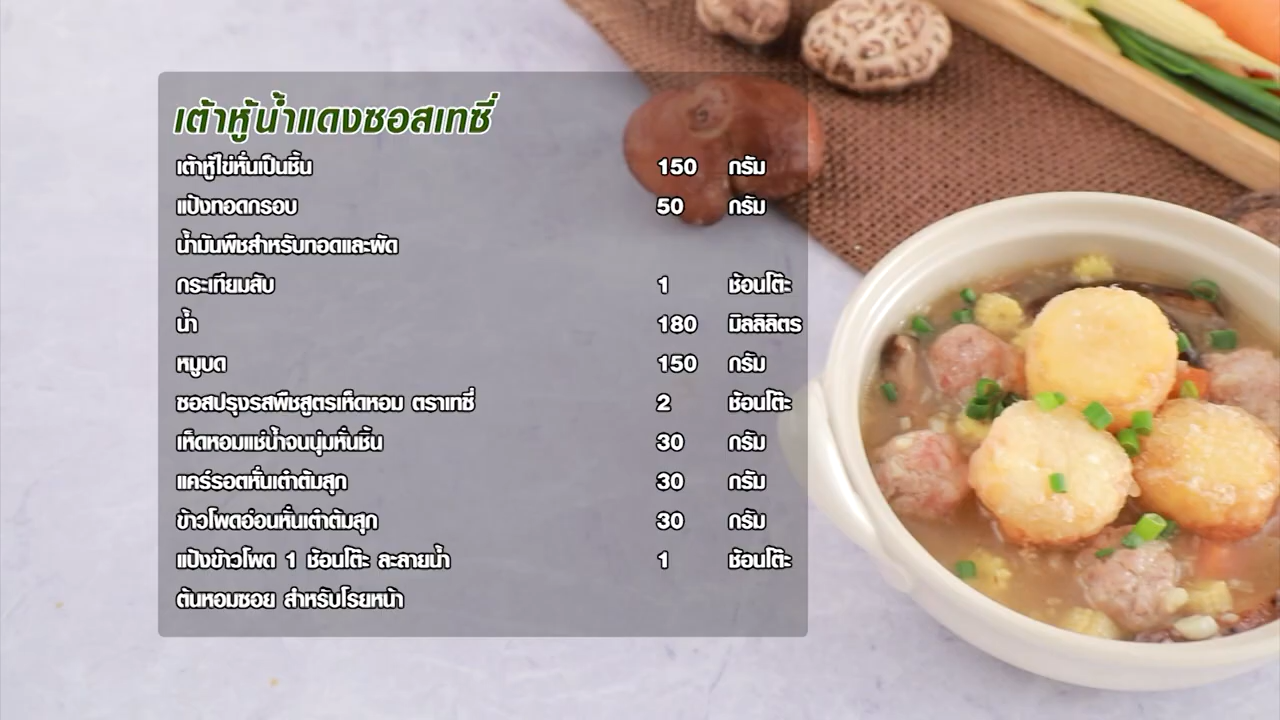 เต้าหู้น้ำแดงซอสเทซี่
เต้าหู้ไข่หั่นเป็นชิ้น 150 กรัม
แป้งทอดกรอบ 50 กรัม
น้ำมันพืชสำหรับทอดและผัด
กระเทียมสับ 1 ช้อนโต๊ะ
น้ำ 180 มิลลิลิตร
หมูบด 150 กรัม
ซอสปรุงรสพืชสูตรเห็ดหอม ตราเทซี่ 2 ช้อนโต๊ะ
เห็ดหอมแช่น้ำจนนุ่มหั่นชิ้น 30 กรัม
แคร์รอตหั่นเต๋าต้มสุก 30 กรัม
ข้าวโพดอ่อนหั่นเต๋าต้มสุก 30 กรัม
แป้งข้าวโพด 1 ช้อนโต๊ะ ละลายน้ำ 1 ช้อนโต๊ะ
ต้นหอมซอย สำหรับโรยหน้า